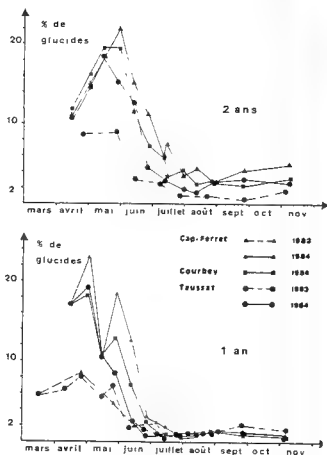 % de
glucides
20
10
2
2 ans
mars avril mai juin juillet août sept oct nov
% de
glucides
20
10
2
Cap-Ferret 1983
1984
Courbey 1984
Taussat 1983
1984
1 an
mars avril mai juin juillet août sept oct nov